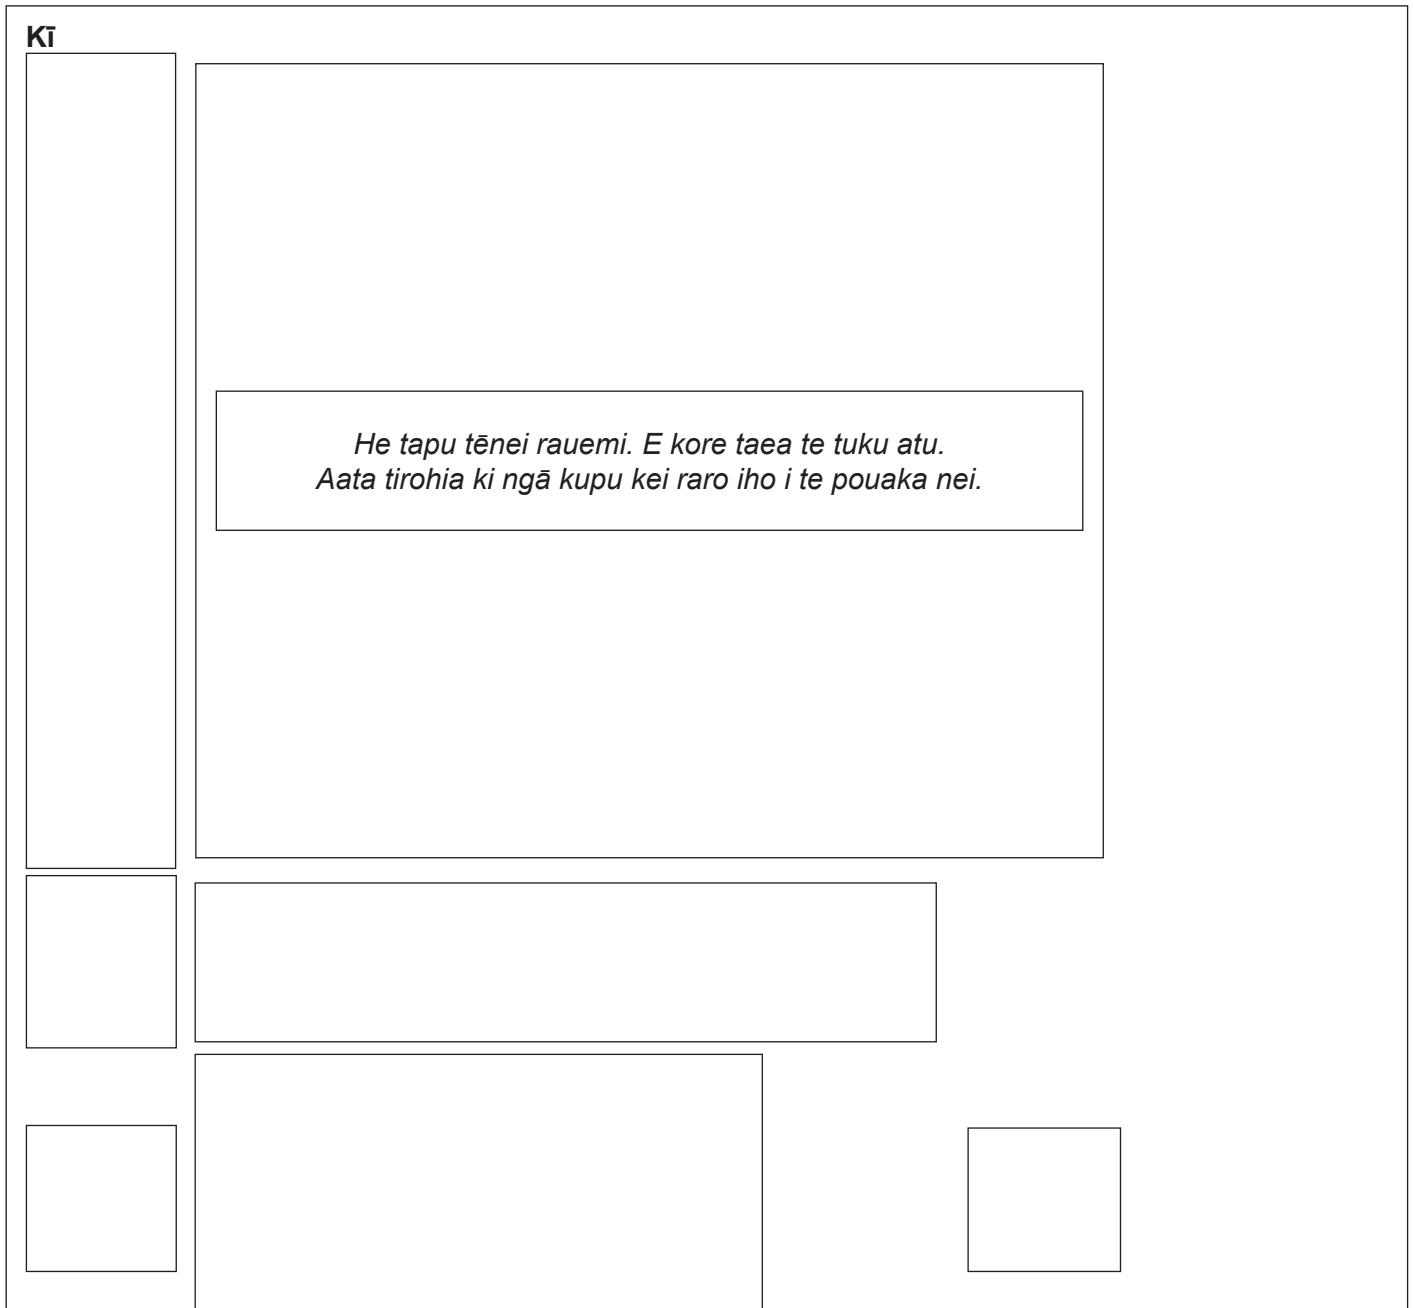 Kī
He tapu tēnei rauemi. E kore taea te tuku atu.
Aata tirohia ki ngā kupu kei raro iho i te pouaka nei.